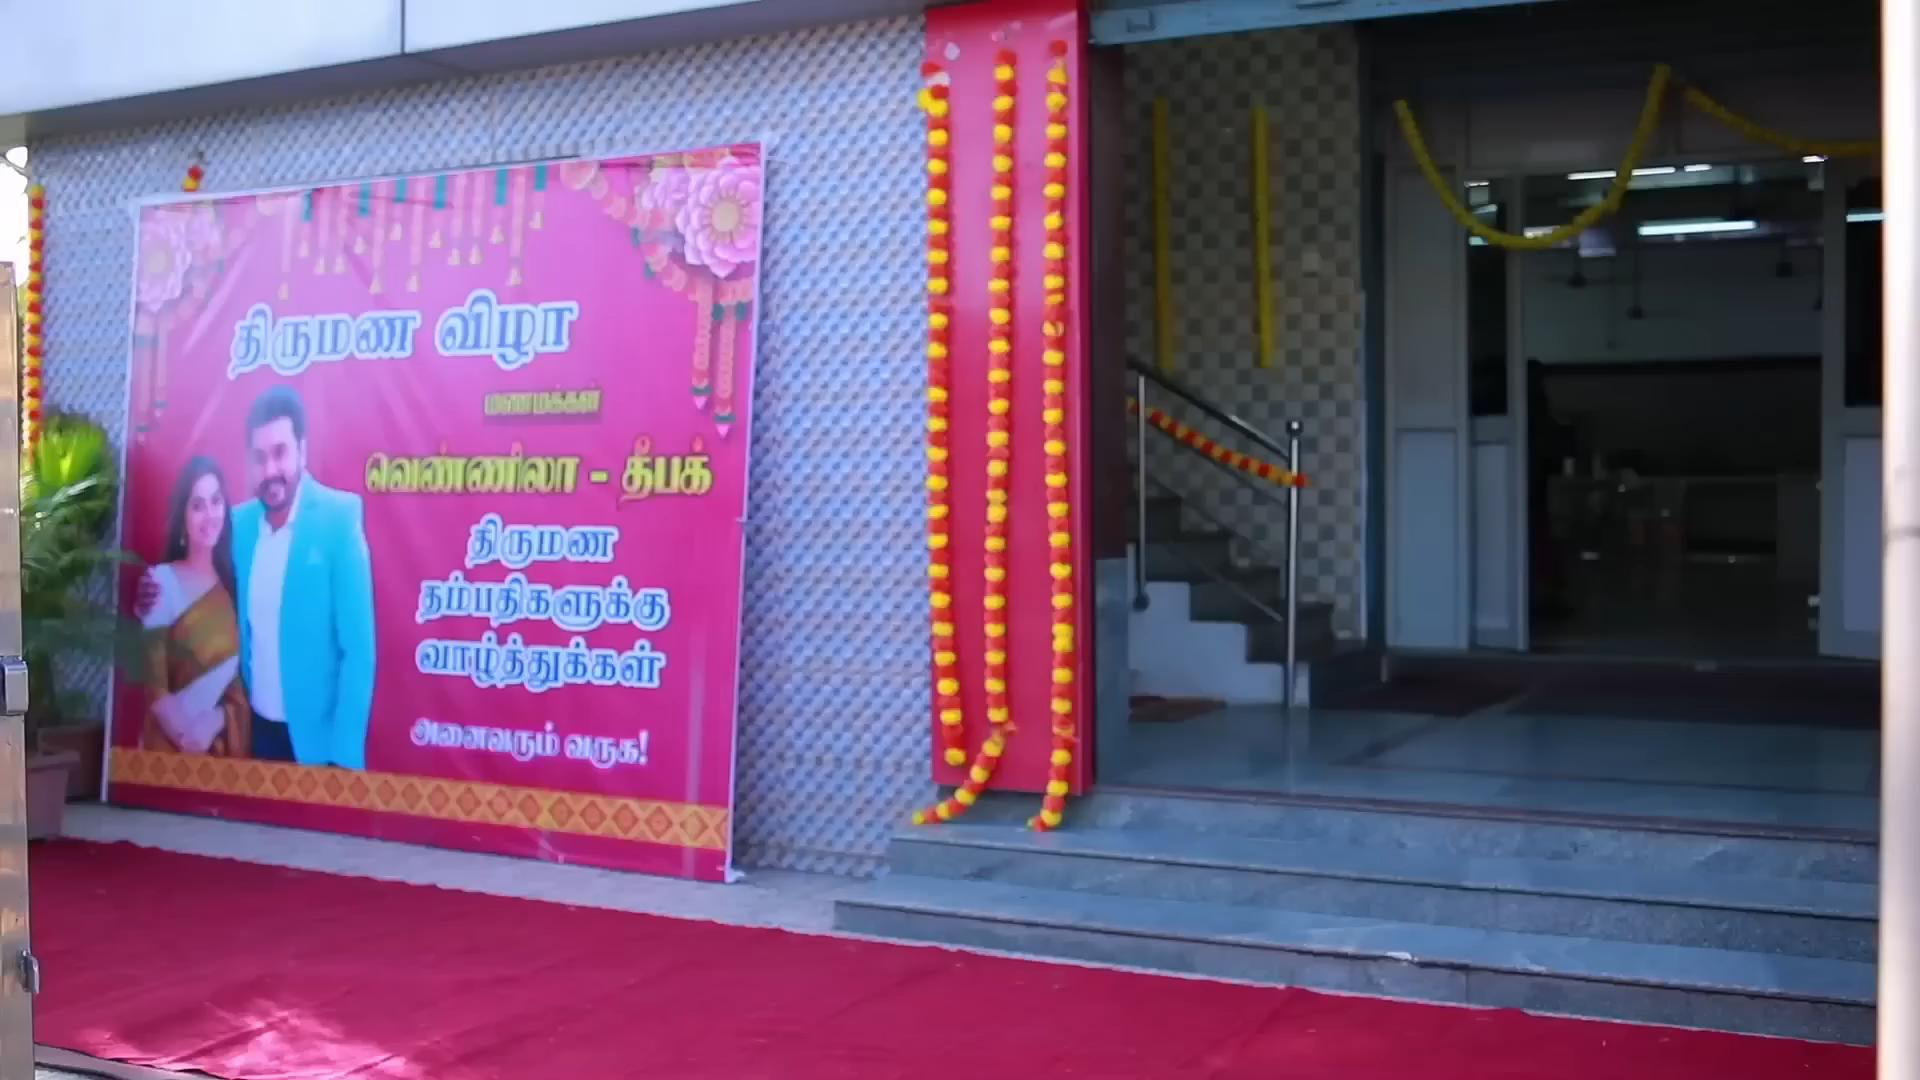 திருமண விழா
மணமக்கள்
வெண்ணிலா - தீபக்
திருமண
தம்பதிகளுக்கு
வாழ்த்துக்கள்
அனைவரும் வருக!